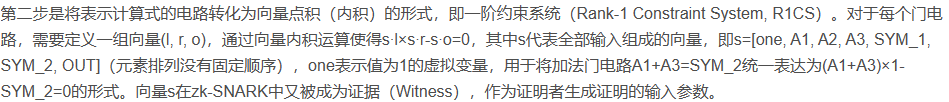 第二步是将表示计算式的电路转化为向量点积（内积）的形式，即一阶约束系统（Rank-1 Constraint System, R1CS）。对于每个门电
路，需要定义一组向量(l, r, o)，通过向量内积运算使得s·l×s·r-s·o=0，其中s代表全部输入组成的向量，即s=[one, A1, A2, A3, SYM_1,
SYM_2, OUT]（元素排列没有固定顺序），one表示值为1的虚拟变量，用于将加法门电路A1+A3=SYM_2统一表达为(A1+A3)×1-
SYM_2=0的形式。向量s在zk-SNARK中又被成为证据（Witness），作为证明者生成证明的输入参数。